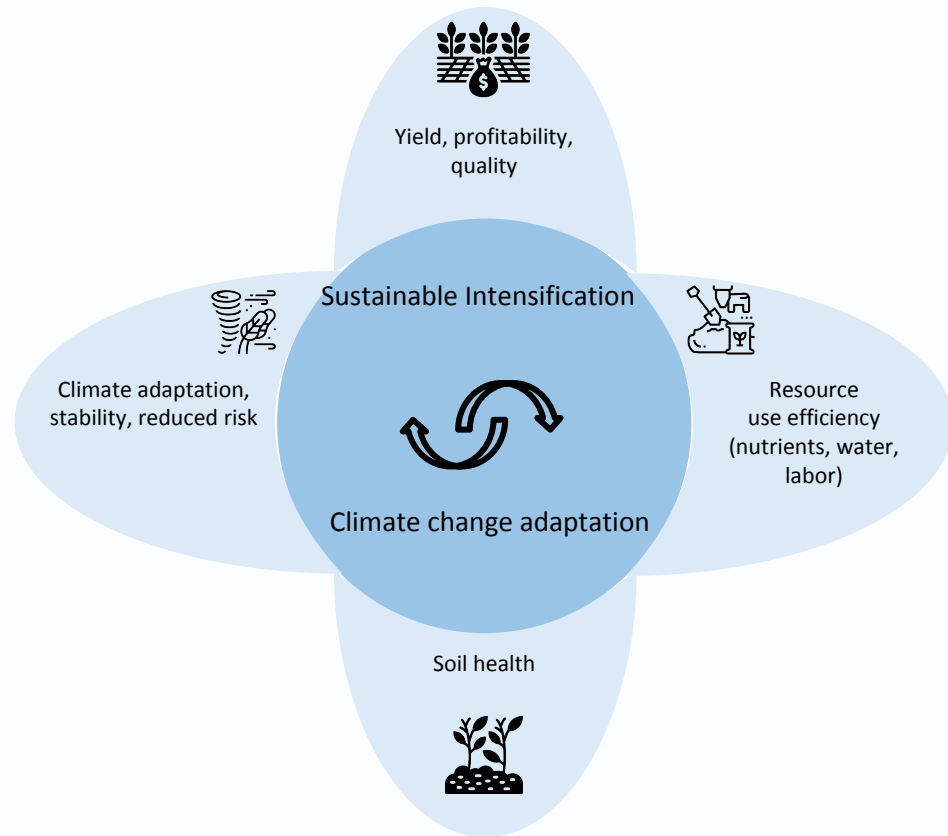 $
Yield, profitability,
quality
Sustainable Intensification
Climate adaptation,
stability, reduced risk
Resource
use efficiency
(nutrients, water,
labor)
Climate change adaptation
Soil health